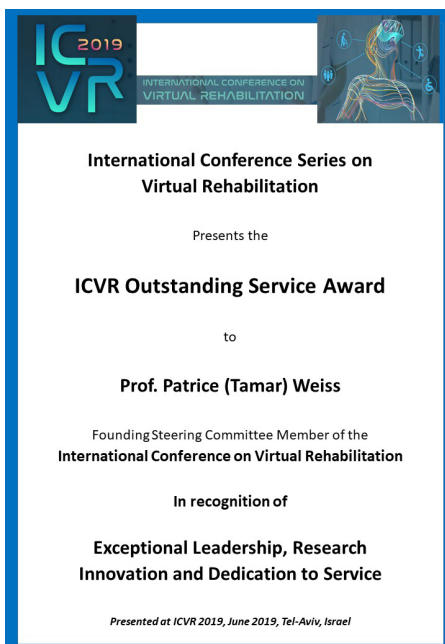 IC
2019
VR
INTERNATIONAL CONFERENCE ON
VIRTUAL REHABILITATION
International Conference Series on
Virtual Rehabilitation
Presents the
ICVR Outstanding Service Award
to
Prof. Patrice (Tamar) Weiss
Founding Steering Committee Member of the
International Conference on Virtual Rehabilitation
In recognition of
Exceptional Leadership, Research
Innovation and Dedication to Service
Presented at ICVR 2019, June 2019, Tel-Aviv, Israel